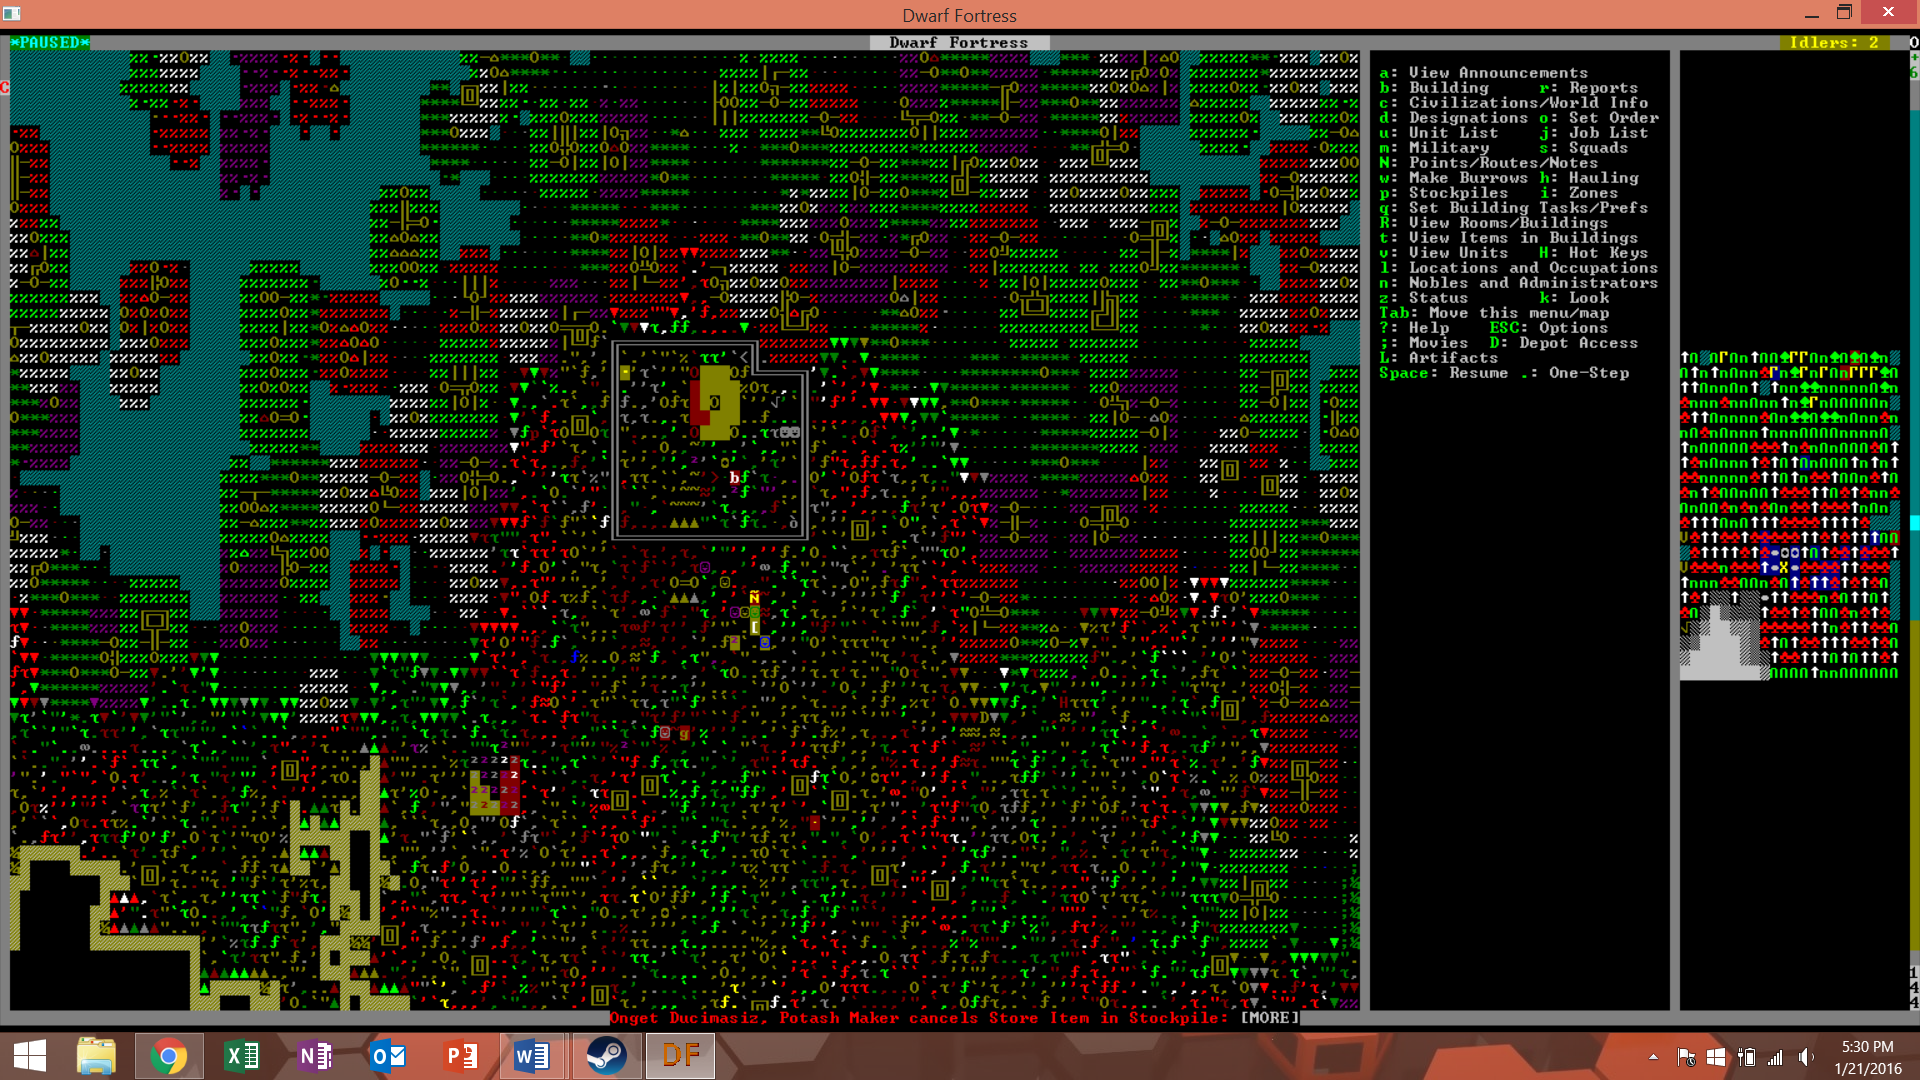 Dwarf Fortress
*PAUSED*
Dwarf Fortress
Idlers: 2
a: View Announcements
b: Building r: Reports
c: Civilizations/World Info
d: Designations o: Set Order
u: Unit List j: Job List
m: Military s: Squads
N: Points/Routes/Notes
w: Make Burrows h: Hauling
p: Stockpiles i: Zones
q: Set Building Tasks/Prefs
R: View Rooms/Buildings
t: View Items in Buildings
v: View Units H: Hot Keys
l: Locations and Occupations
n: Nobles and Administrators
z: Status k: Look
Tab: Move this menu/map
?: Help ESC: Options
;: Movies D: Depot Access
L: Artifacts
Space: Resume .: One-Step
Onget Ducimasiz, Potash Maker cancels Store Item in Stockpile: [MORE]
DF
5:30 PM
1/21/2016